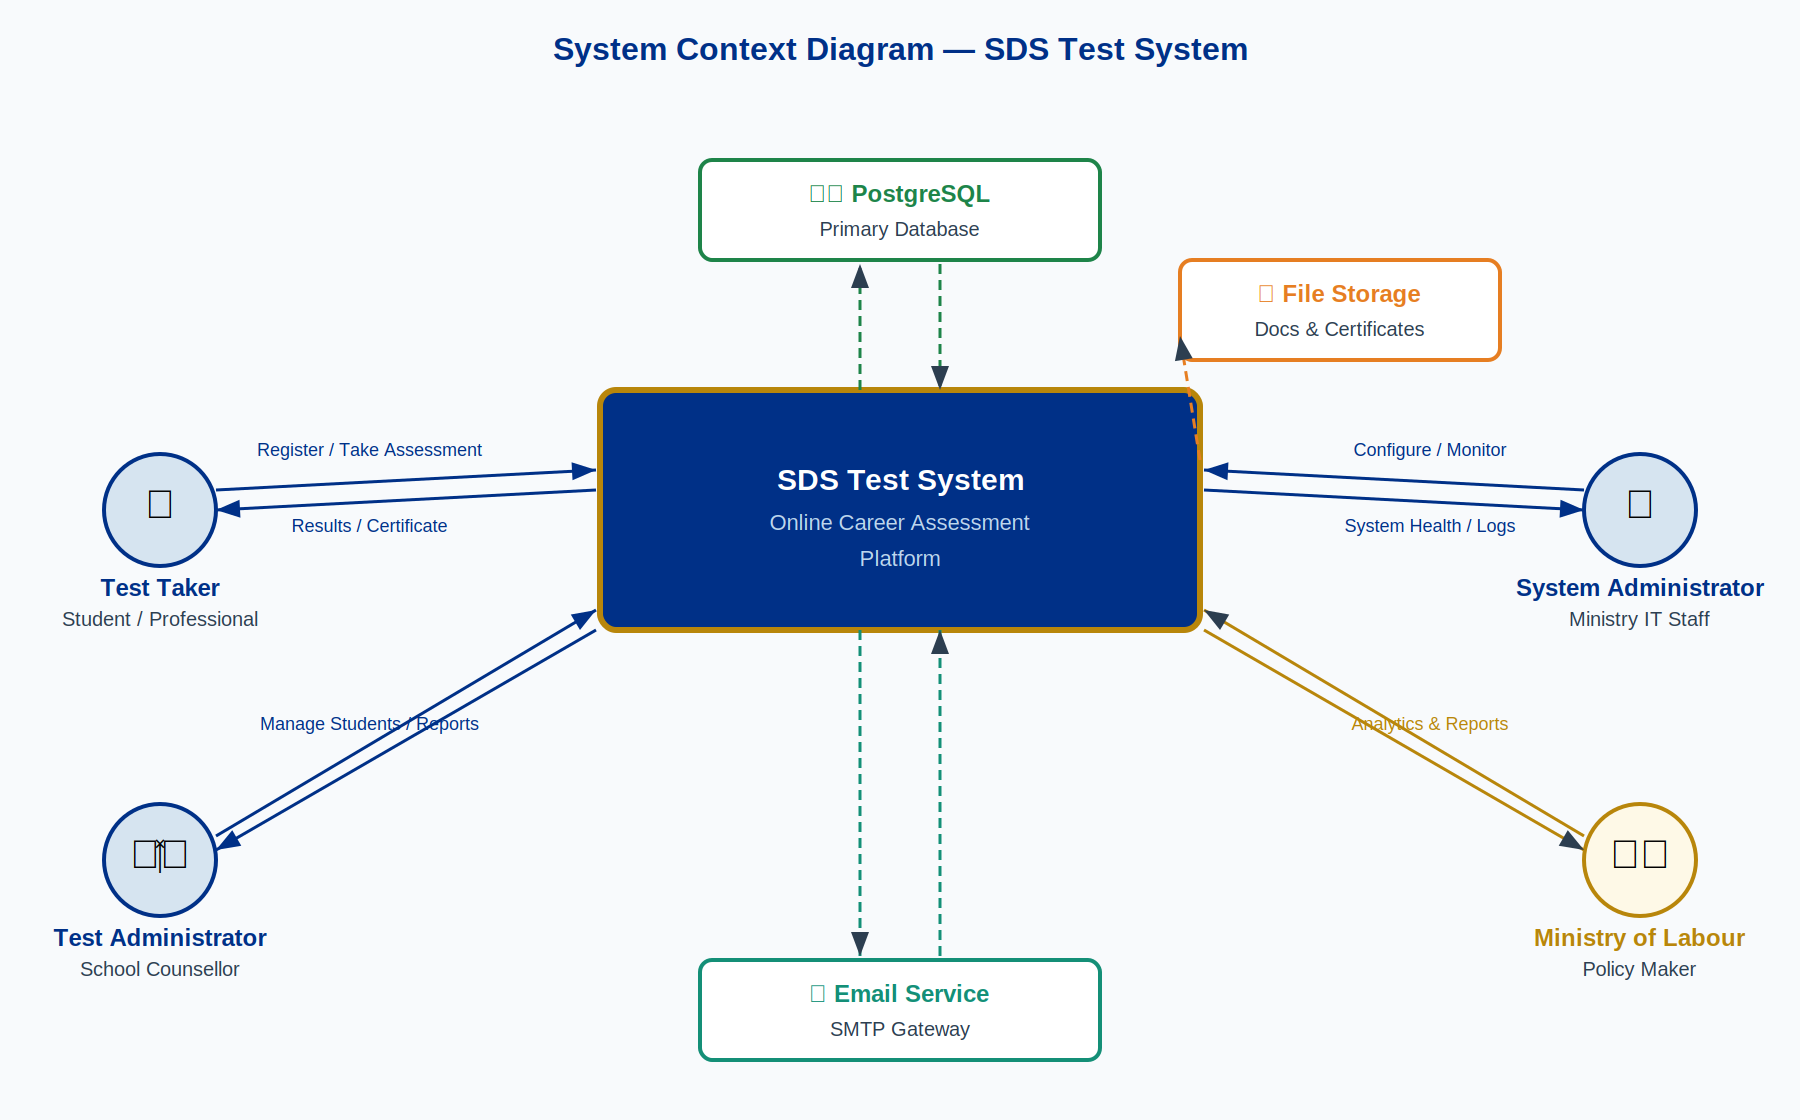 System Context Diagram — SDS Test System
PostgreSQL
Primary Database
File Storage
Docs & Certificates
Register / Take Assessment
Results / Certificate
Configure / Monitor
System Health / Logs
SDS Test System
Online Career Assessment
Platform
Test Taker
Student / Professional
System Administrator
Ministry IT Staff
Manage Students / Reports
Analytics & Reports
Test Administrator
School Counsellor
Ministry of Labour
Policy Maker
Email Service
SMTP Gateway